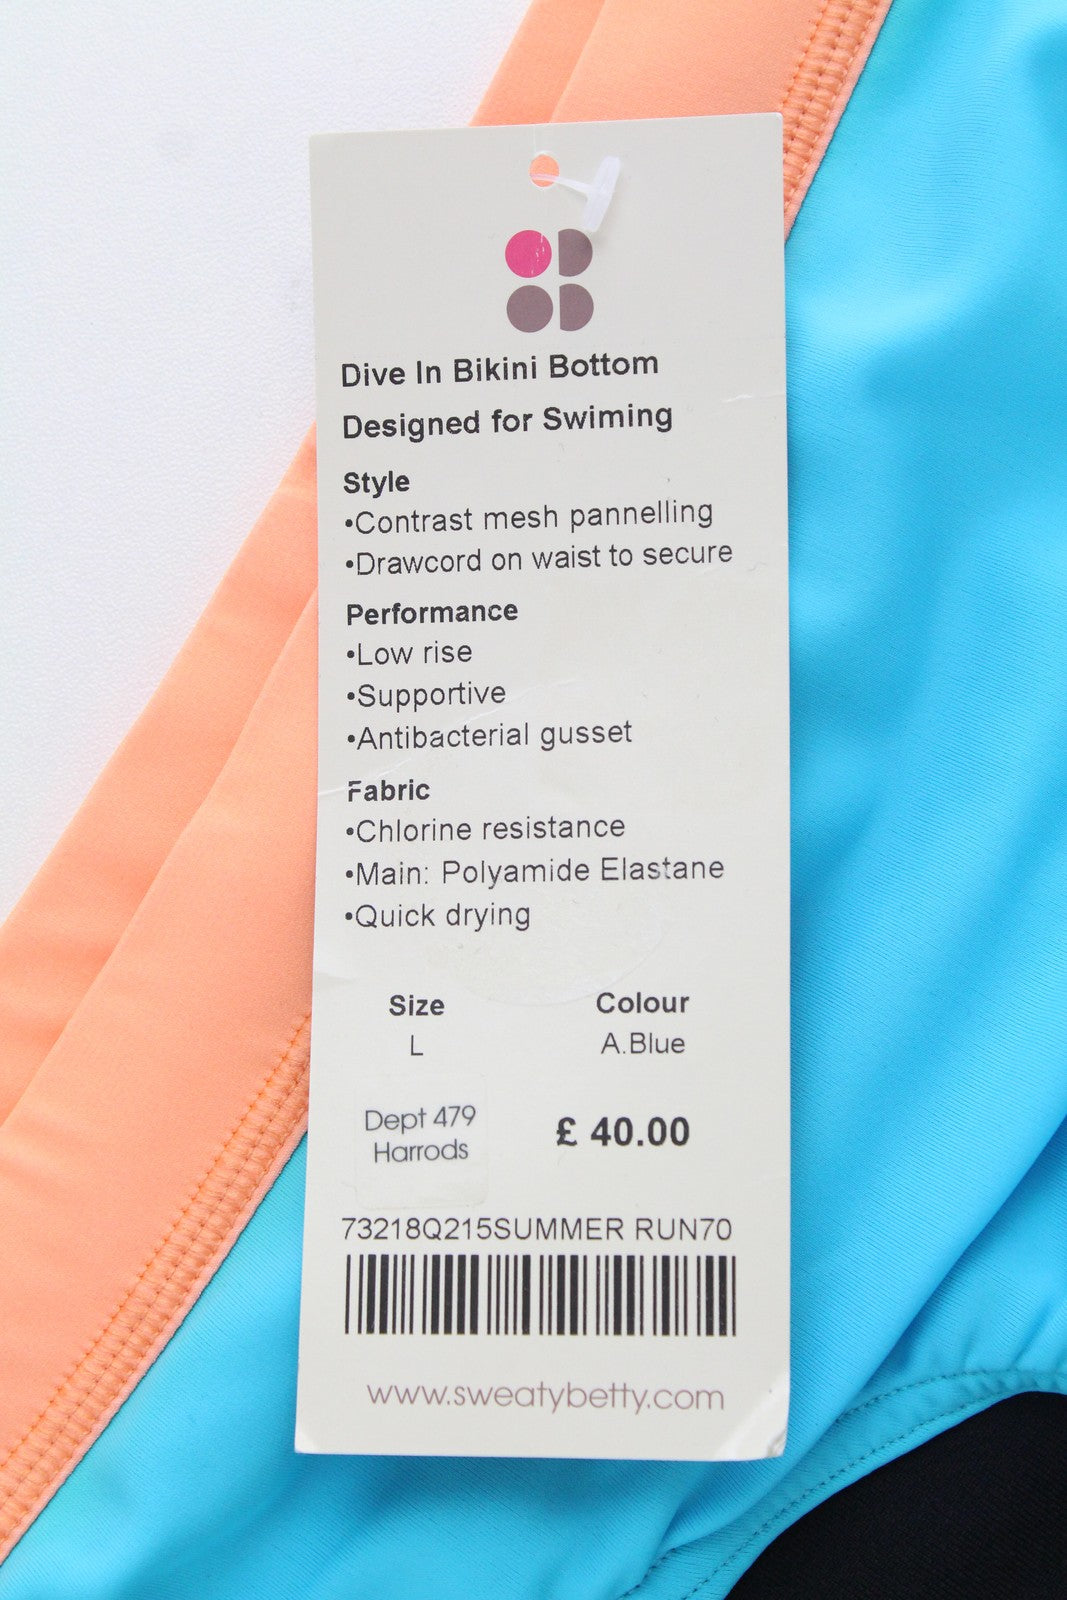 Dive In Bikini Bottom
Designed for Swiming
Style
•Contrast mesh pannelling
•Drawcord on waist to secure
Performance
•Low rise
•Supportive
•Antibacterial gusset
Fabric
•Chlorine resistance
•Main: Polyamide Elastane
•Quick drying
Size Colour
L A.Blue
Dept 479
Harrods
£ 40.00
73218Q215SUMMER RUN70
www.sweatybetty.com